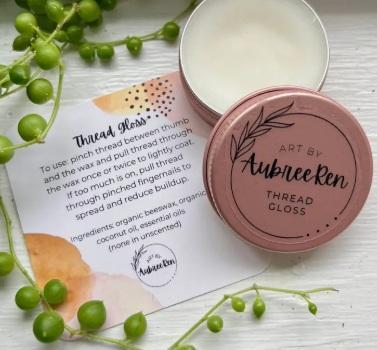 Thread Gloss
To use: pinch thread between thumb
and the wax and pull thread through
the wax once or twice to lightly coat.
If too much is on, pull thread
through pinched fingernails to
spread and reduce buildup.
Ingredients: organic beeswax, organic
coconut oil, essential oils
(none in unscented)
ART BY
AubreeRen
ART BY
AubreeRen
THREAD
GLOSS